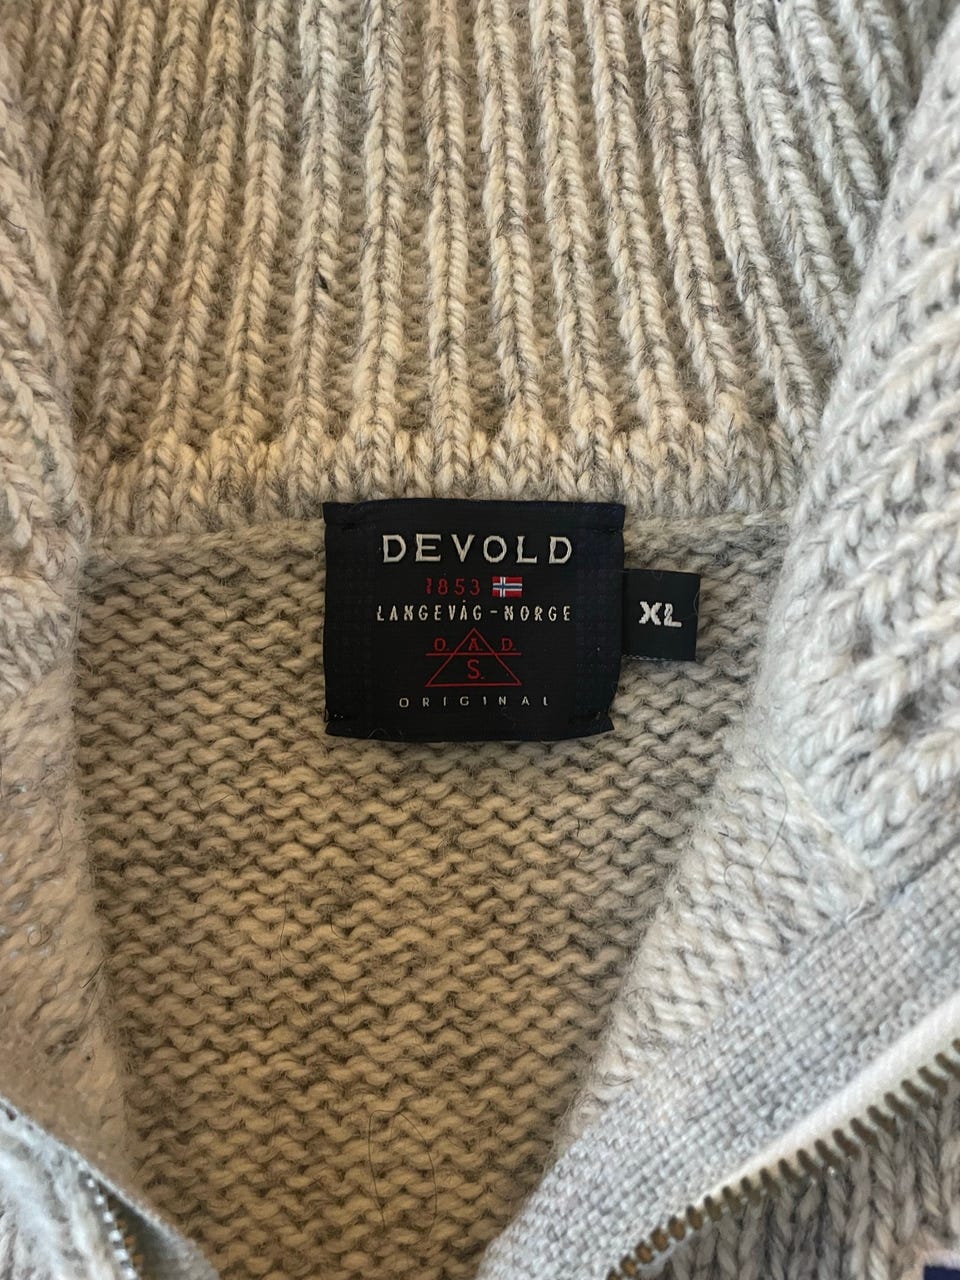 DEVOLD
1853
LANGEVÅG-NORGE
O. A. D.
S.
ORIGINAL
XL